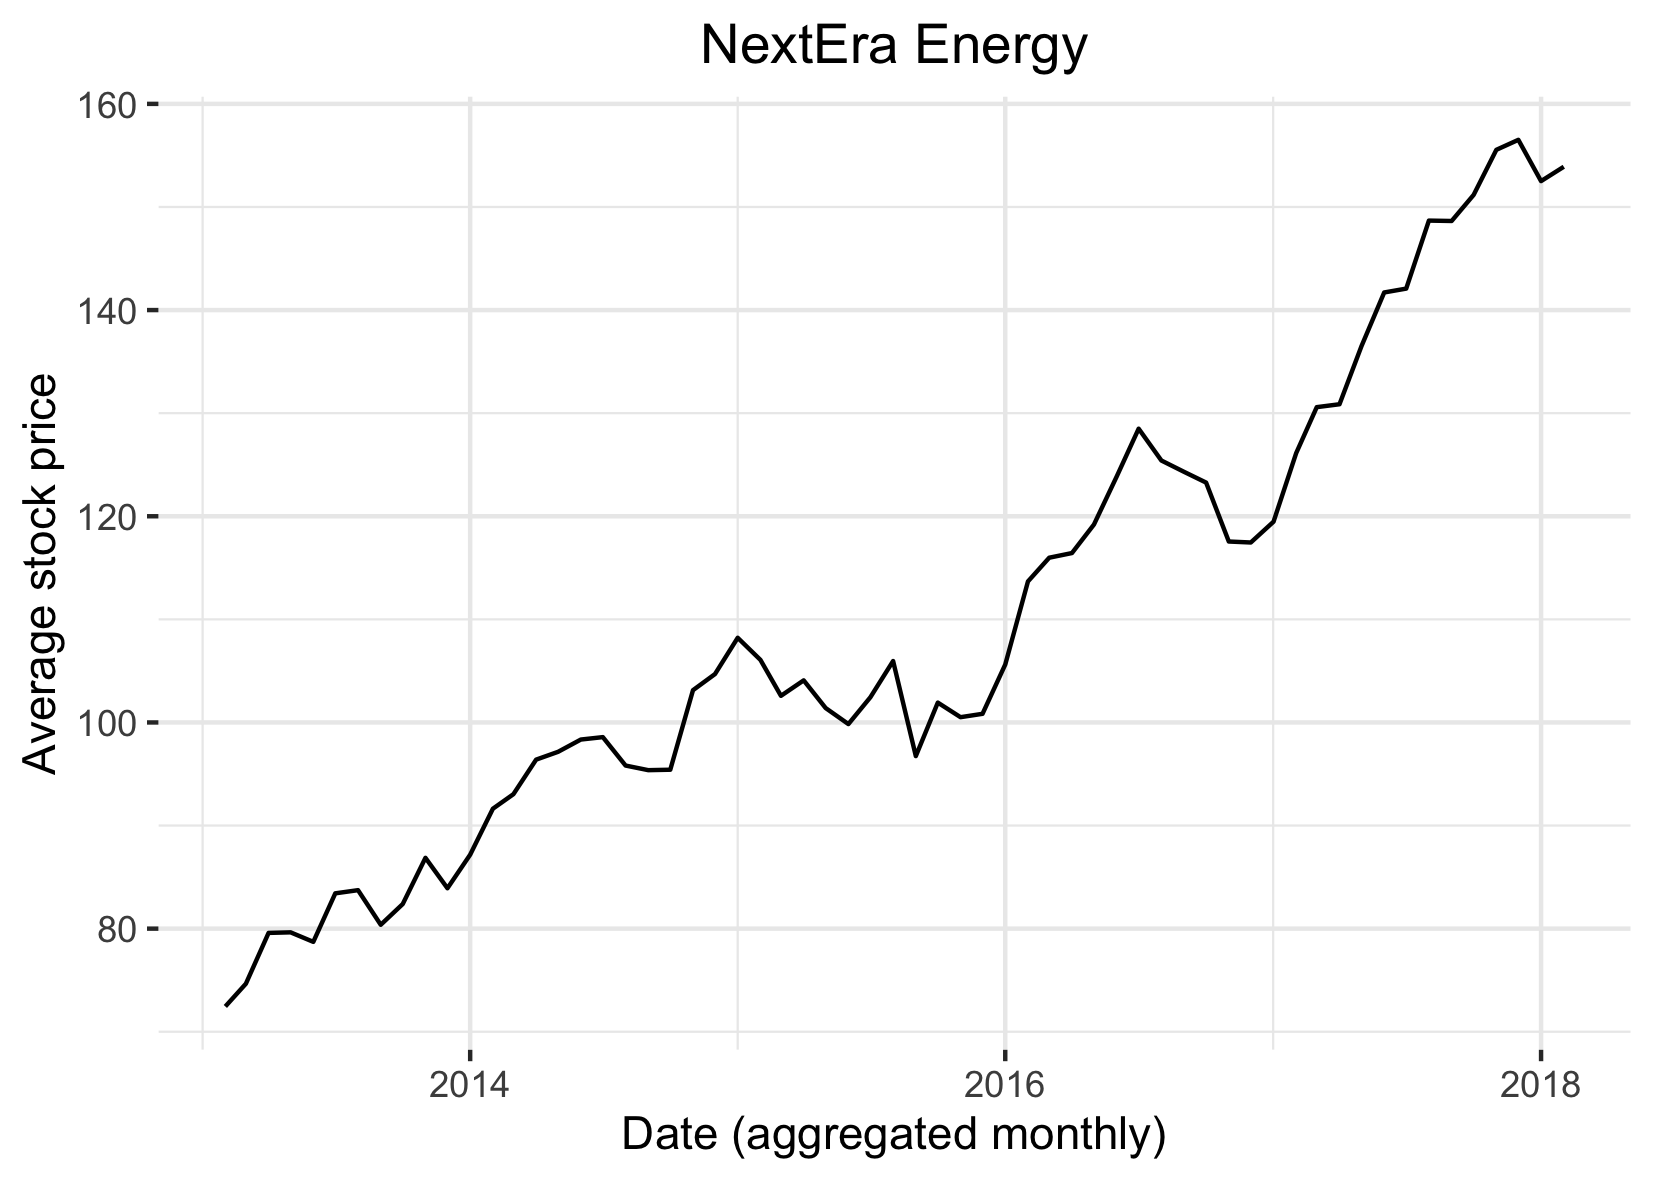 NextEra Energy
160
140
120
100
80
Average stock price
2014
2016
2018
Date (aggregated monthly)